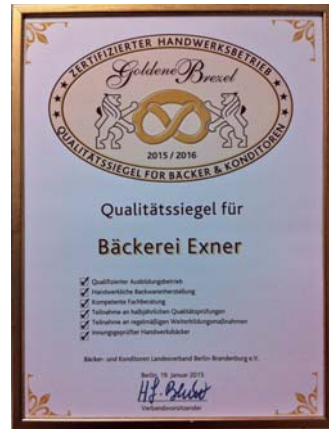 ZERTIFIZIERTER HANDWERKSBETRIEB
Goldene Brezel
2015 / 2016
QUALITÄTSSIEGEL FÜR BÄCKER & KONDITOREN
Qualitätssiegel für
Bäckerei Exner
Qualifizierter Ausbildungsbetrieb
Handwerkliche Backwarenherstellung
Kompetente Fachberatung
Teilnahme an halbjährlichen Qualitätsprüfungen
Teilnahme an regelmäßigen Weiterbildungsmaßnahmen
Innungsgeprüfter Handwerksbäcker
Bäcker- und Konditoren Landesverband Berlin-Brandenburg e.V.
Berlin, 19. Januar 2015
Verbandsvorsitzender